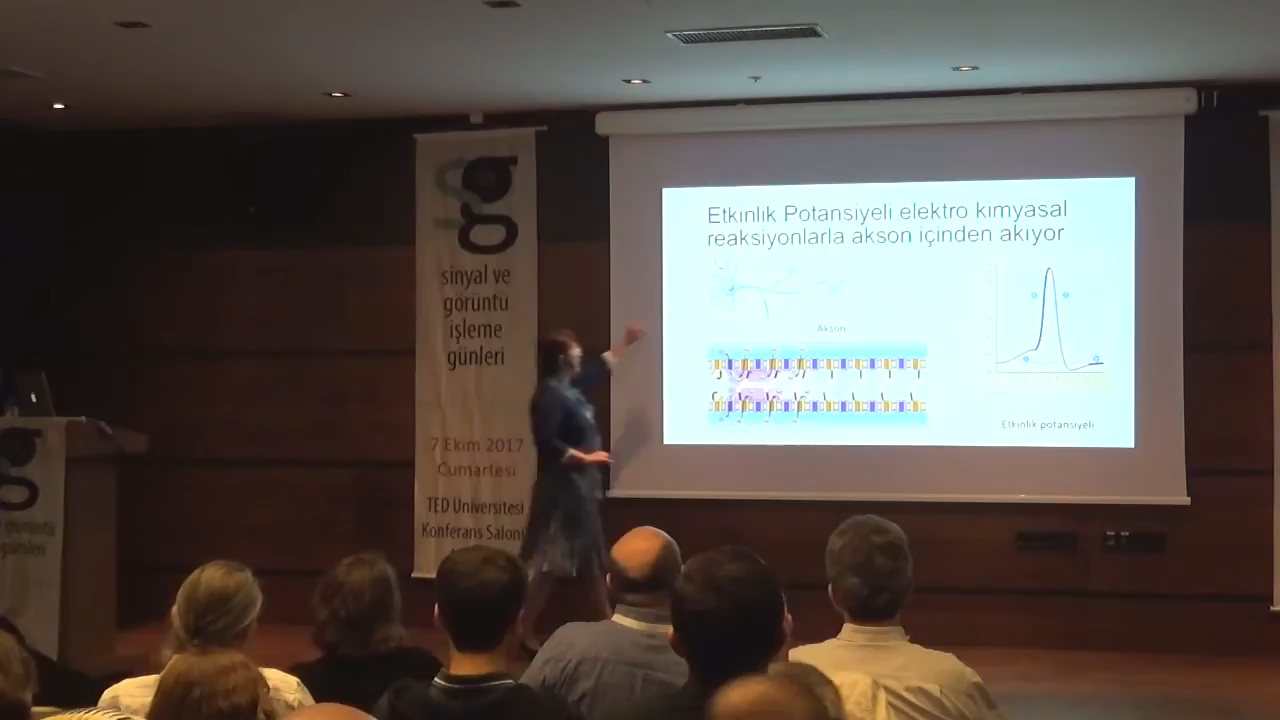 sinyal ve
görüntü
işleme
günleri
7 Ekim 2017
Cumartesi
TED Üniversitesi
Konferans Salonu
Etkinlik Potansiyeli elektro kimyasal
reaksiyonlarla akson içinden akıyor
Akson
Etkinlik potansiyeli
görüntü
günleri